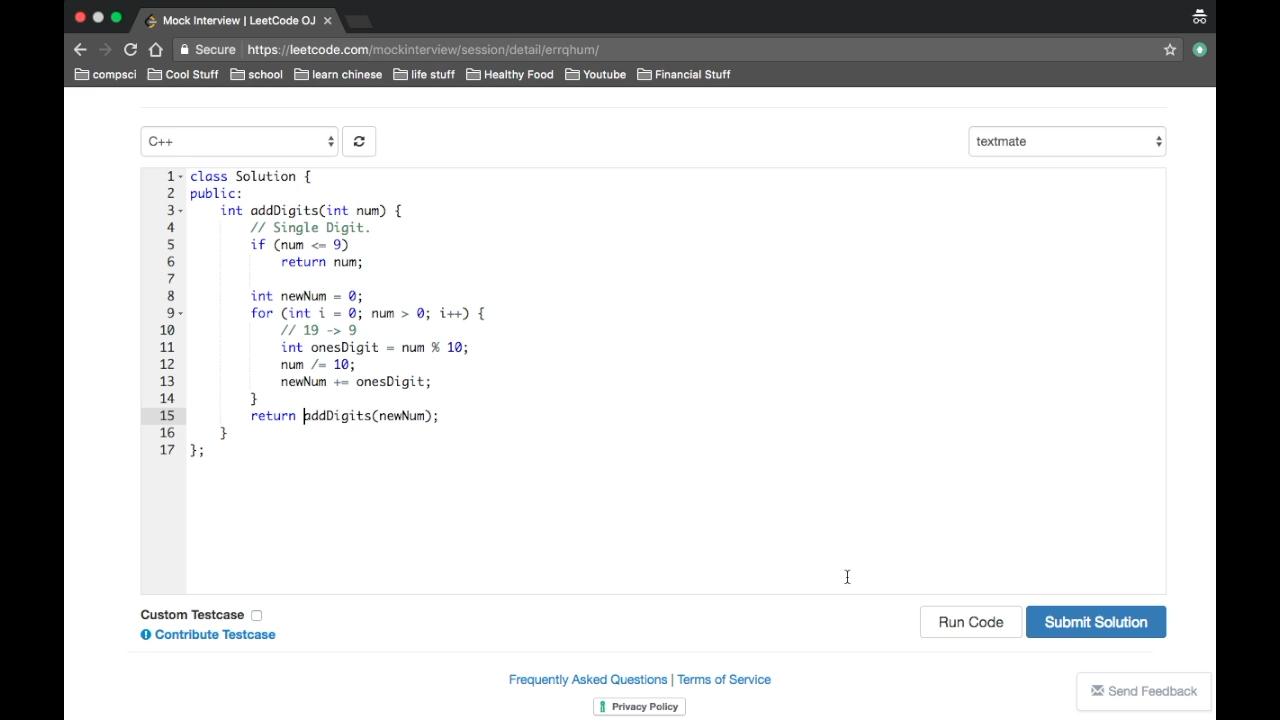 Mock Interview | LeetCode OJ ×
Secure https://leetcode.com/mockinterview/session/detail/errqhum/
compsci Cool Stuff school learn chinese life stuff Healthy Food Youtube Financial Stuff
C++ textmate
1 class Solution {
2 public:
3     int addDigits(int num) {
4         // Single Digit.
5         if (num <= 9)
6             return num;
7
8         int newNum = 0;
9         for (int i = 0; num > 0; i++) {
10             // 19 -> 9
11             int onesDigit = num % 10;
12             num /= 10;
13             newNum += onesDigit;
14         }
15         return addDigits(newNum);
16     }
17 };
Custom Testcase
Contribute Testcase
Run Code Submit Solution
Frequently Asked Questions | Terms of Service
Send Feedback
Privacy Policy